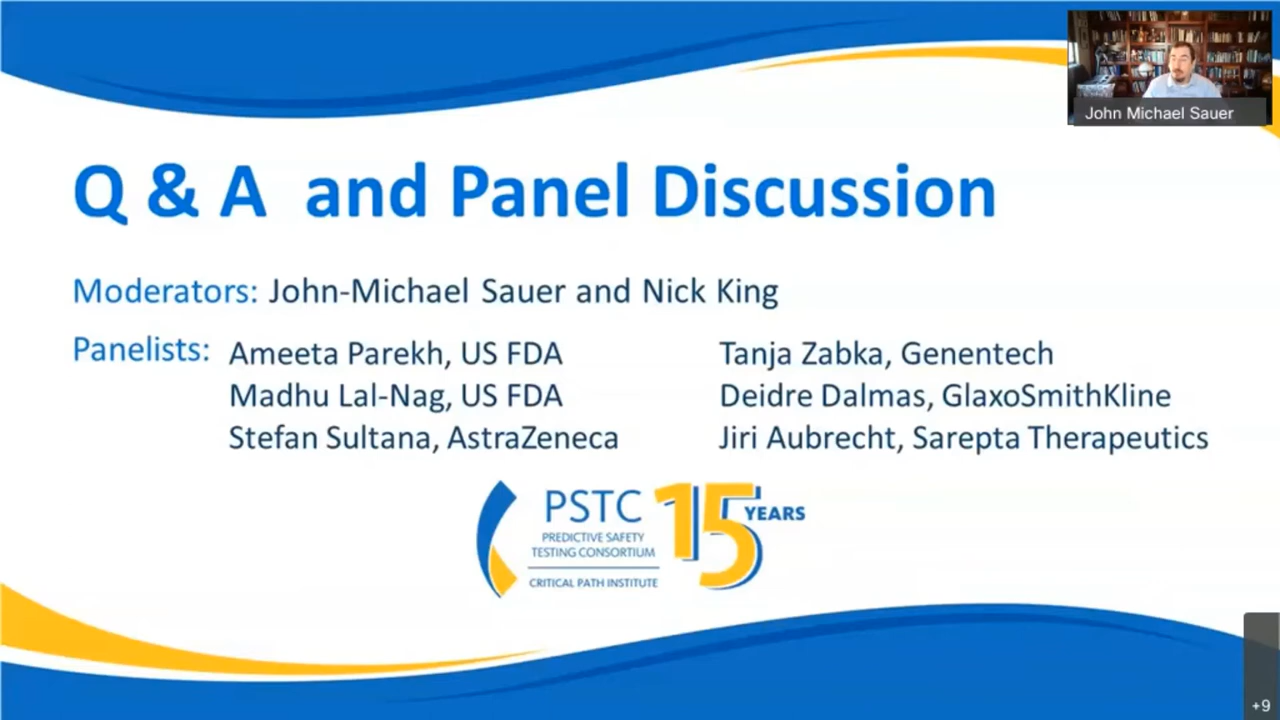 John Michael Sauer
Q & A and Panel Discussion
Moderators: John-Michael Sauer and Nick King
Panelists:
Ameeta Parekh, US FDA
Madhu Lal-Nag, US FDA
Stefan Sultana, AstraZeneca
Tanja Zabka, Genentech
Deidre Dalmas, GlaxoSmithKline
Jiri Aubrecht, Sarepta Therapeutics
PSTC
PREDICTIVE SAFETY
TESTING CONSORTIUM
CRITICAL PATH INSTITUTE
15 YEARS
+9